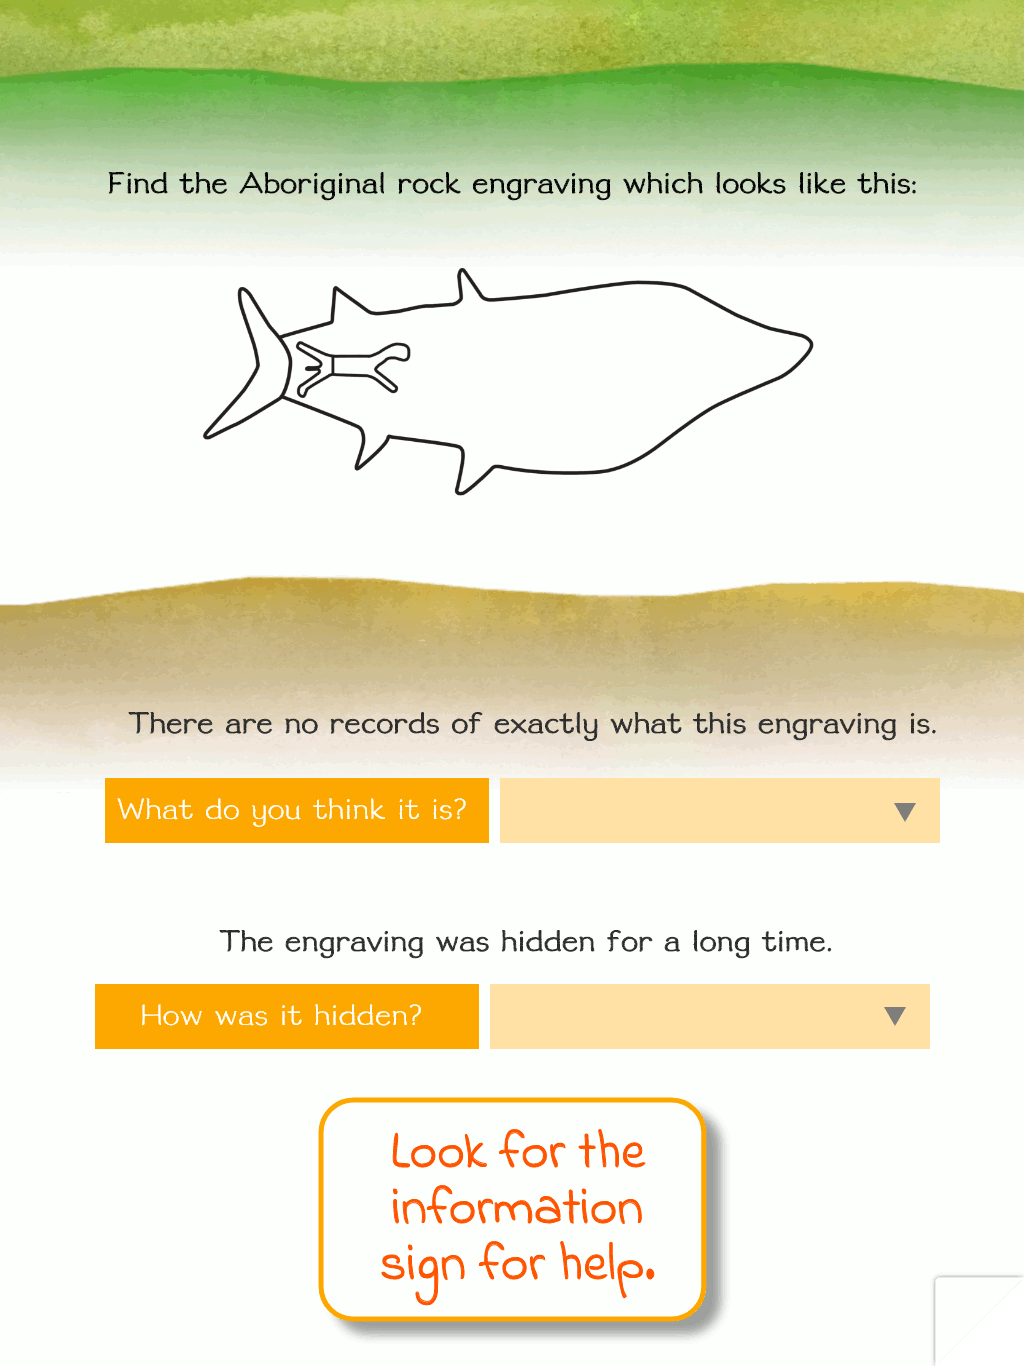 Find the Aboriginal rock engraving which looks like this:
There are no records of exactly what this engraving is.
What do you think it is?
The engraving was hidden for a long time.
How was it hidden?
Look for the
information
sign for help.